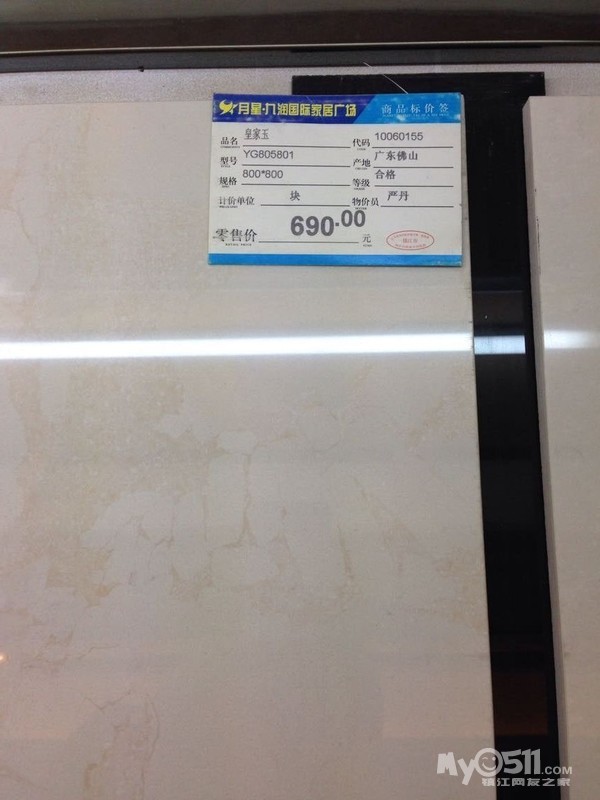 月星·九润国际家居广场 商品标价签
品名 皇家玉 代码 10060155
型号 YG805801 产地 广东佛山
规格 800*800 等级 合格
计价单位 块 物价员 严丹
零售价 690.00 元
RETAIL PRICE
My0511.COM
镇江网友之家